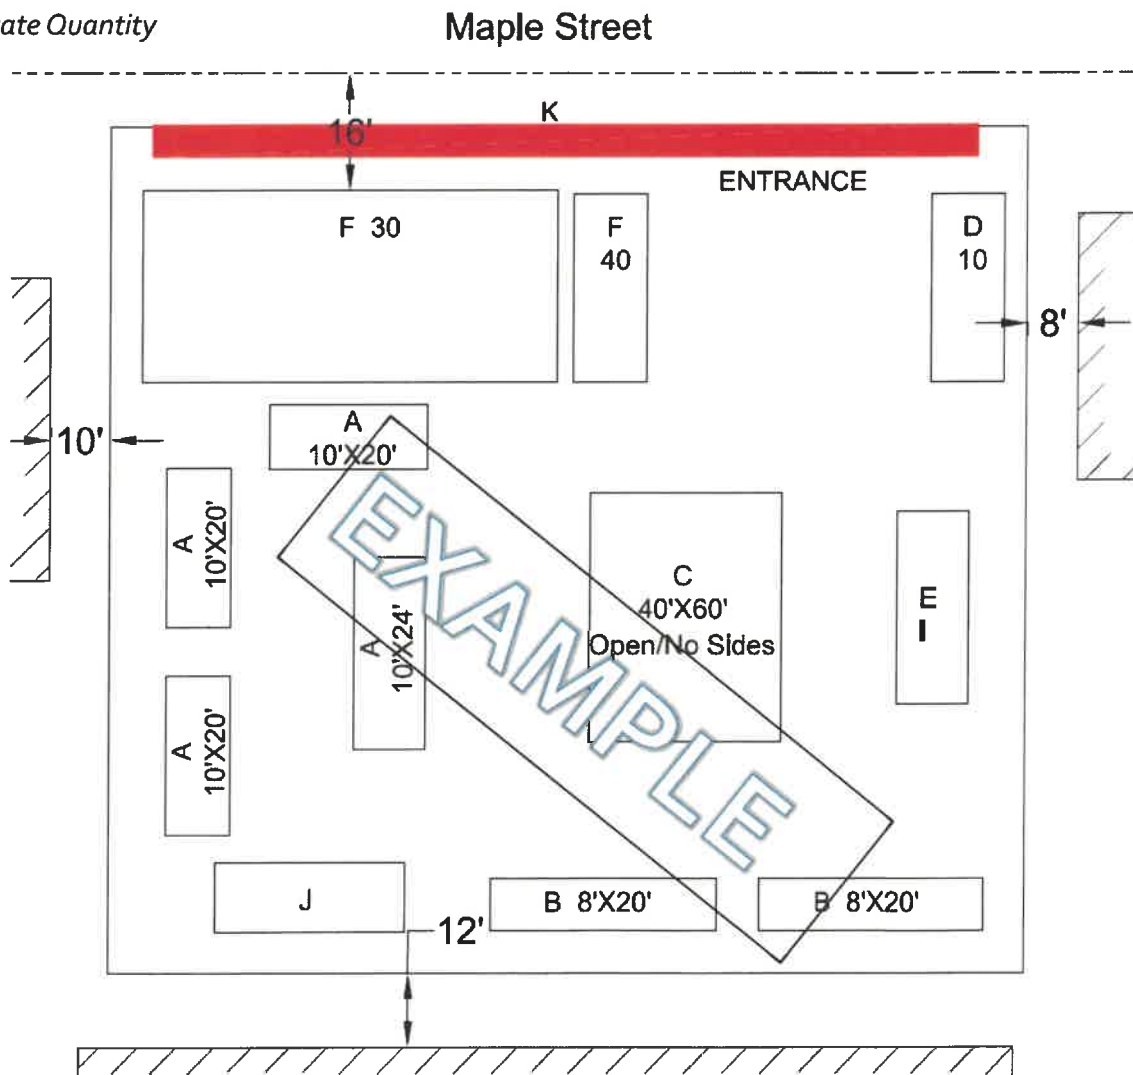 ate Quantity
Maple Street
K
16'
ENTRANCE
F 30
F
40
D
10
8'
10'
A
10'X20'
A
10'X20'
A
10'X24'
C
40'X60'
Open/No Sides
E
I
A
10'X20'
EXAMPLE
J
B 8'X20'
B 8'X20'
12'